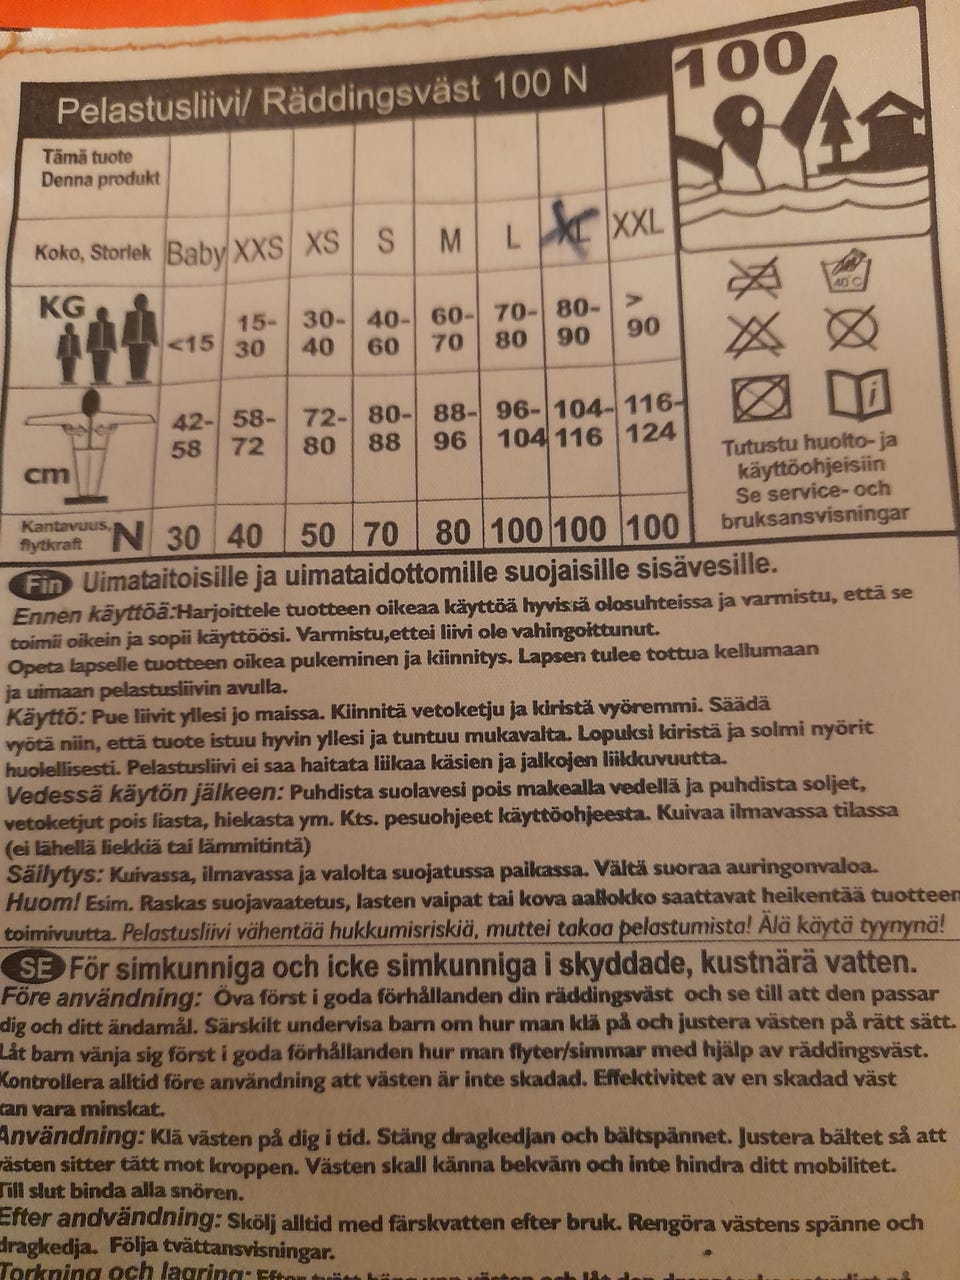 Pelastusliivi/ Räddingsväst 100 N
100
Tämä tuote
Denna produkt
Koko, Storlek Baby XXS XS S M L XL XXL
KG <15 15-30 30-40 40-60 60-70 70-80 80-90 >90
cm 42-58 58-72 72-80 80-88 88-96 96-104 104-116 116-124
Kantavuus, flytkraft N 30 40 50 70 80 100 100 100
40°C
i
Tutustu huolto- ja
käyttöohjeisiin
Se service- och
bruksansvisningar
Fin Uimataitoisille ja uimataidottomille suojaisille sisävesille.
Ennen käyttöä:Harjoittele tuotteen oikeaa käyttöä hyvissä olosuhteissa ja varmistu, että se
toimii oikein ja sopii käyttöösi. Varmistu,ettei liivi ole vahingoittunut.
Opeta lapselle tuotteen oikea pukeminen ja kiinnitys. Lapsen tulee tottua kellumaan
ja uimaan pelastusliivin avulla.
Käyttö: Pue liivit yllesi jo maissa. Kiinnitä vetoketju ja kiristä vyöremmi. Säädä
vyötä niin, että tuote istuu hyvin yllesi ja tuntuu mukavalta. Lopuksi kiristä ja solmi nyörit
huolellisesti. Pelastusliivi ei saa haitata liikaa käsien ja jalkojen liikkuvuutta.
Vedessä käytön jälkeen: Puhdista suolavesi pois makealla vedellä ja puhdista soljet,
vetoketjut pois liasta, hiekasta ym. Kts. pesuohjeet käyttöohjeesta. Kuivaa ilmavassa tilassa
(ei lähellä liekkiä tai lämmitintä)
Säilytys: Kuivassa, ilmavassa ja valolta suojatussa paikassa. Vältä suoraa auringonvaloa.
Huom! Esim. Raskas suojavaatetus, lasten vaipat tai kova aallokko saattavat heikentää tuotteen
toimivuutta. Pelastusliivi vähentää hukkumisriskiä, muttei takaa pelastumista! Älä käytä tyynynä!
SE För simkunniga och icke simkunniga i skyddade, kustnärä vatten.
Före användning: Öva först i goda förhållanden din räddingsväst och se till att den passar
dig och ditt ändamål. Särskilt undervisa barn om hur man klä på och justera västen på rätt sätt.
Låt barn vänja sig först i goda förhållanden hur man flyter/simmar med hjälp av räddingsväst.
Kontrollera alltid före användning att västen är inte skadad. Effektivitet av en skadad väst
kan vara minskat.
Användning: Klä västen på dig i tid. Stäng dragkedjan och bältspännet. Justera bältet så att
västen sitter tätt mot kroppen. Västen skall känna bekväm och inte hindra ditt mobilitet.
Till slut binda alla snören.
Efter andvändning: Skölj alltid med färskvatten efter bruk. Rengöra västens spänne och
dragkedja. Följa tvättansvisningar.
Torkning och lagring: